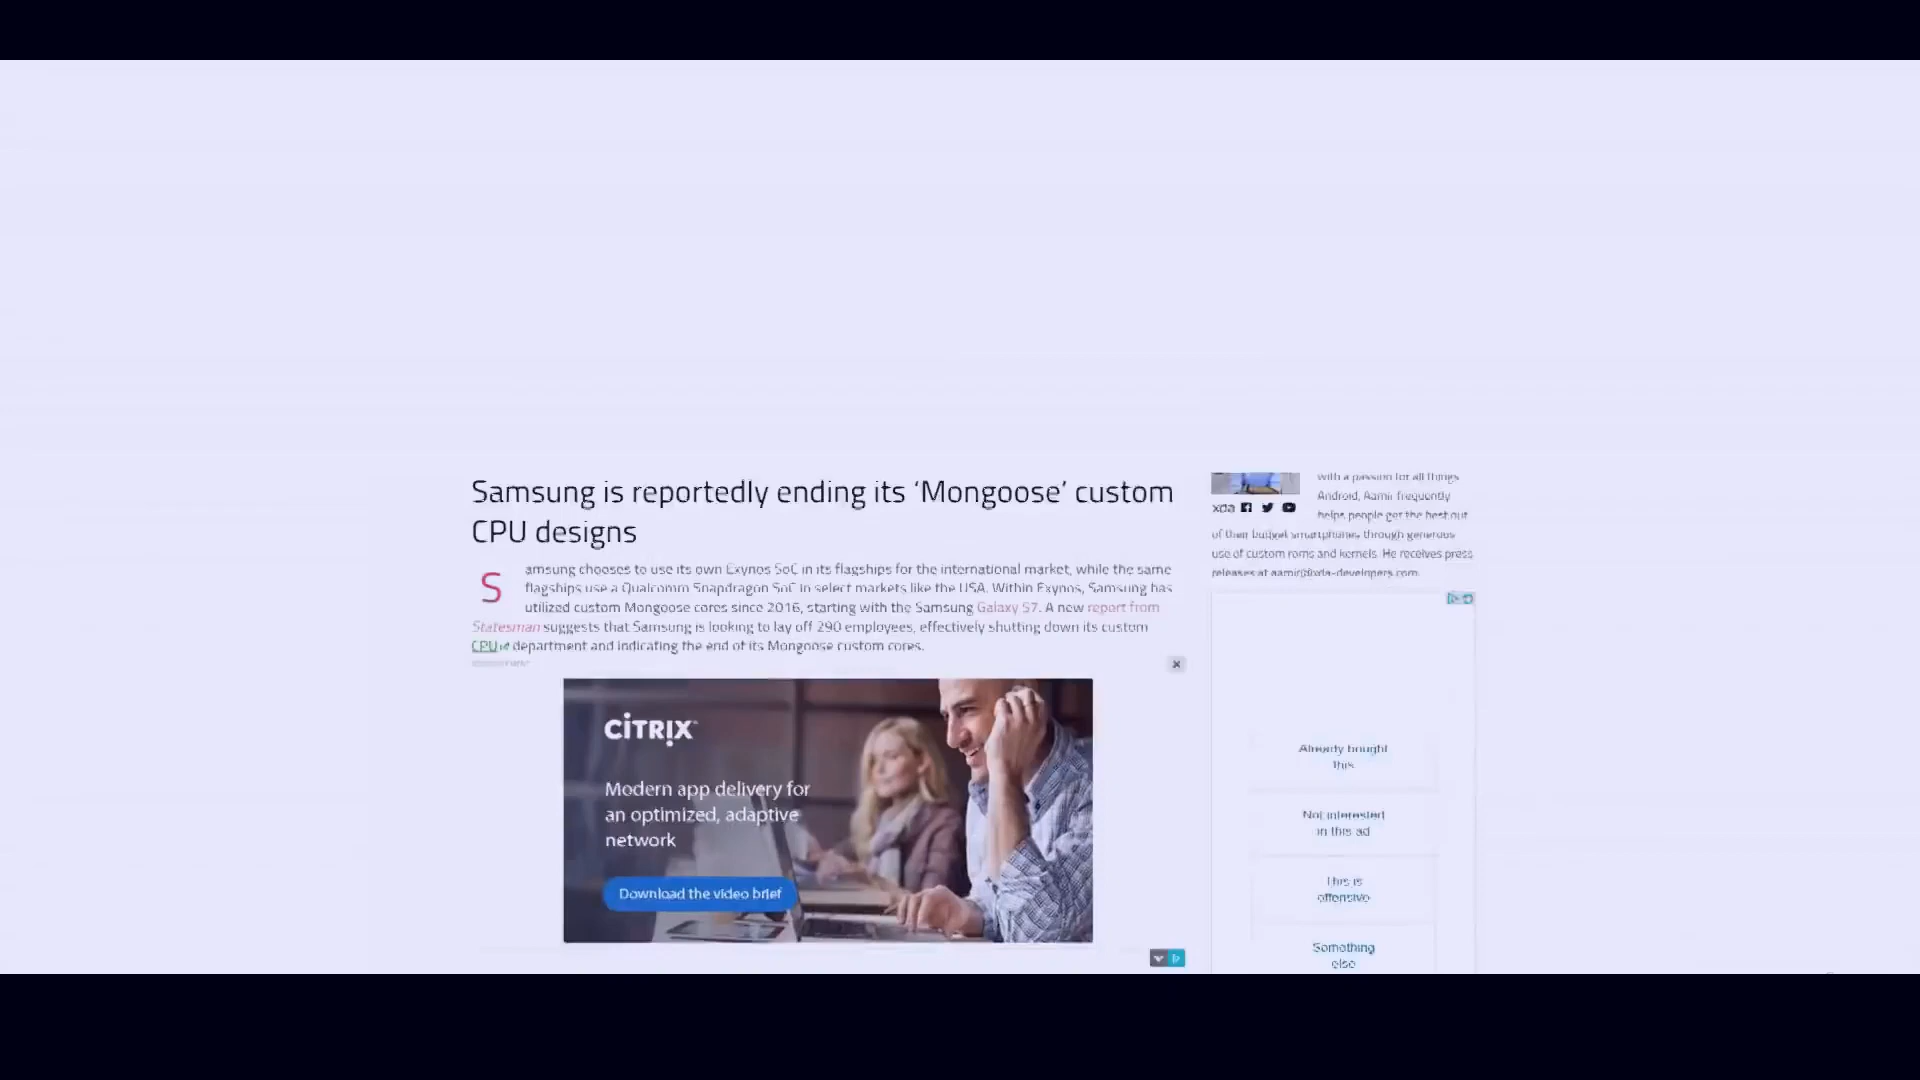 Samsung is reportedly ending its ‘Mongoose’ custom
CPU designs
Samsung chooses to use its own Exynos SoC in its flagships for the international market, while the same
flagships use a Qualcomm Snapdragon SoC in select markets like the USA. Within Exynos, Samsung has
utilized custom Mongoose cores since 2016, starting with the Samsung Galaxy S7. A new report from
Statesman suggests that Samsung is looking to lay off 290 employees, effectively shutting down its custom
CPU department and indicating the end of its Mongoose custom cores.
CITRIX
Modern app delivery for
an optimized, adaptive
network
Download the video brief
with a passion for all things
Android, Aamir frequently
xda
helps people get the best out
of their budget smartphones through generous
use of custom roms and kernels. He receives press
releases at aamir@xda-developers.com.
Already bought
this
Not interested
in this ad
This is
offensive
Something
else